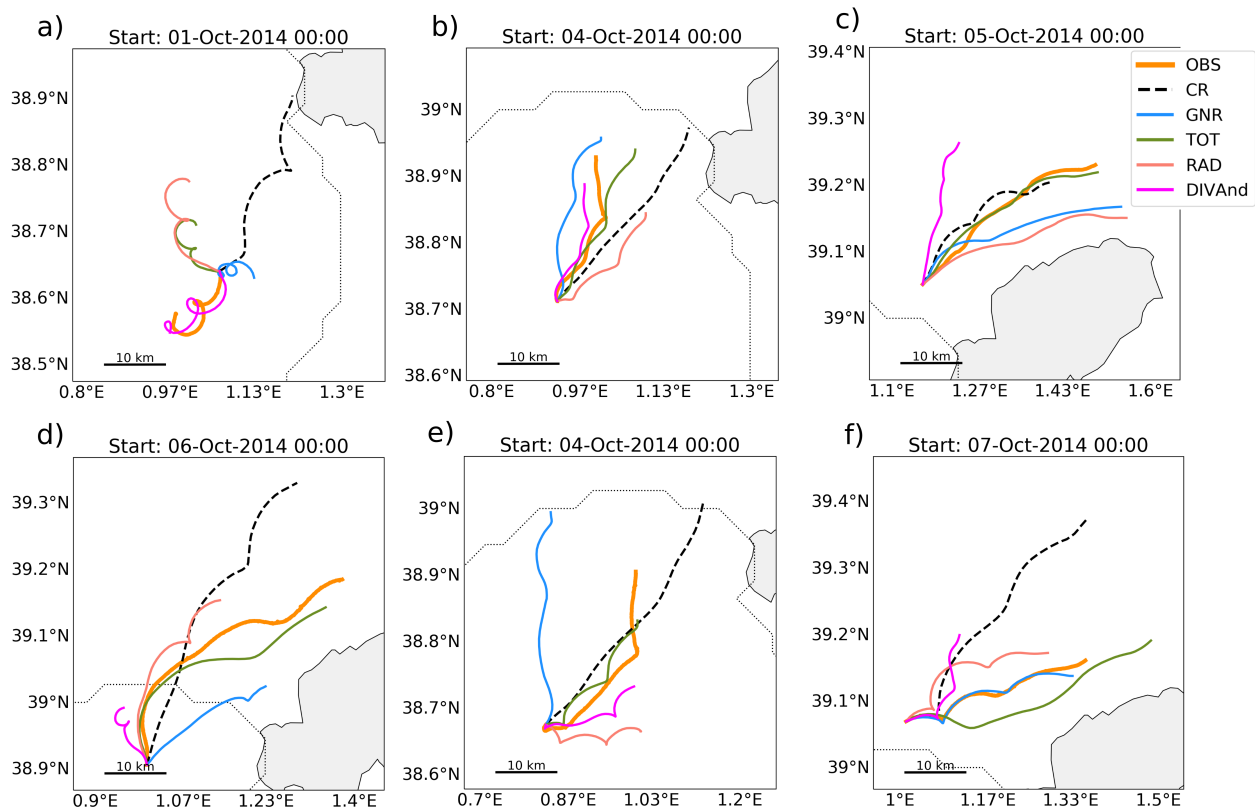 a)
Start: 01-Oct-2014 00:00
38.9°N
38.8°N
38.7°N
38.6°N
38.5°N
10 km
0.8°E 0.97°E 1.13°E 1.3°E
b)
Start: 04-Oct-2014 00:00
39°N
38.9°N
38.8°N
38.7°N
38.6°N
10 km
0.8°E 0.97°E 1.13°E 1.3°E
c)
Start: 05-Oct-2014 00:00
39.4°N
39.3°N
39.2°N
39.1°N
39°N
10 km
1.1°E 1.27°E 1.43°E 1.6°E
OBS
CR
GNR
TOT
RAD
DIVAnd
d)
Start: 06-Oct-2014 00:00
39.3°N
39.2°N
39.1°N
39°N
38.9°N
10 km
0.9°E 1.07°E 1.23°E 1.4°E
e)
Start: 04-Oct-2014 00:00
39°N
38.9°N
38.8°N
38.7°N
38.6°N
10 km
0.7°E 0.87°E 1.03°E 1.2°E
f)
Start: 07-Oct-2014 00:00
39.4°N
39.3°N
39.2°N
39.1°N
39°N
10 km
1°E 1.17°E 1.33°E 1.5°E